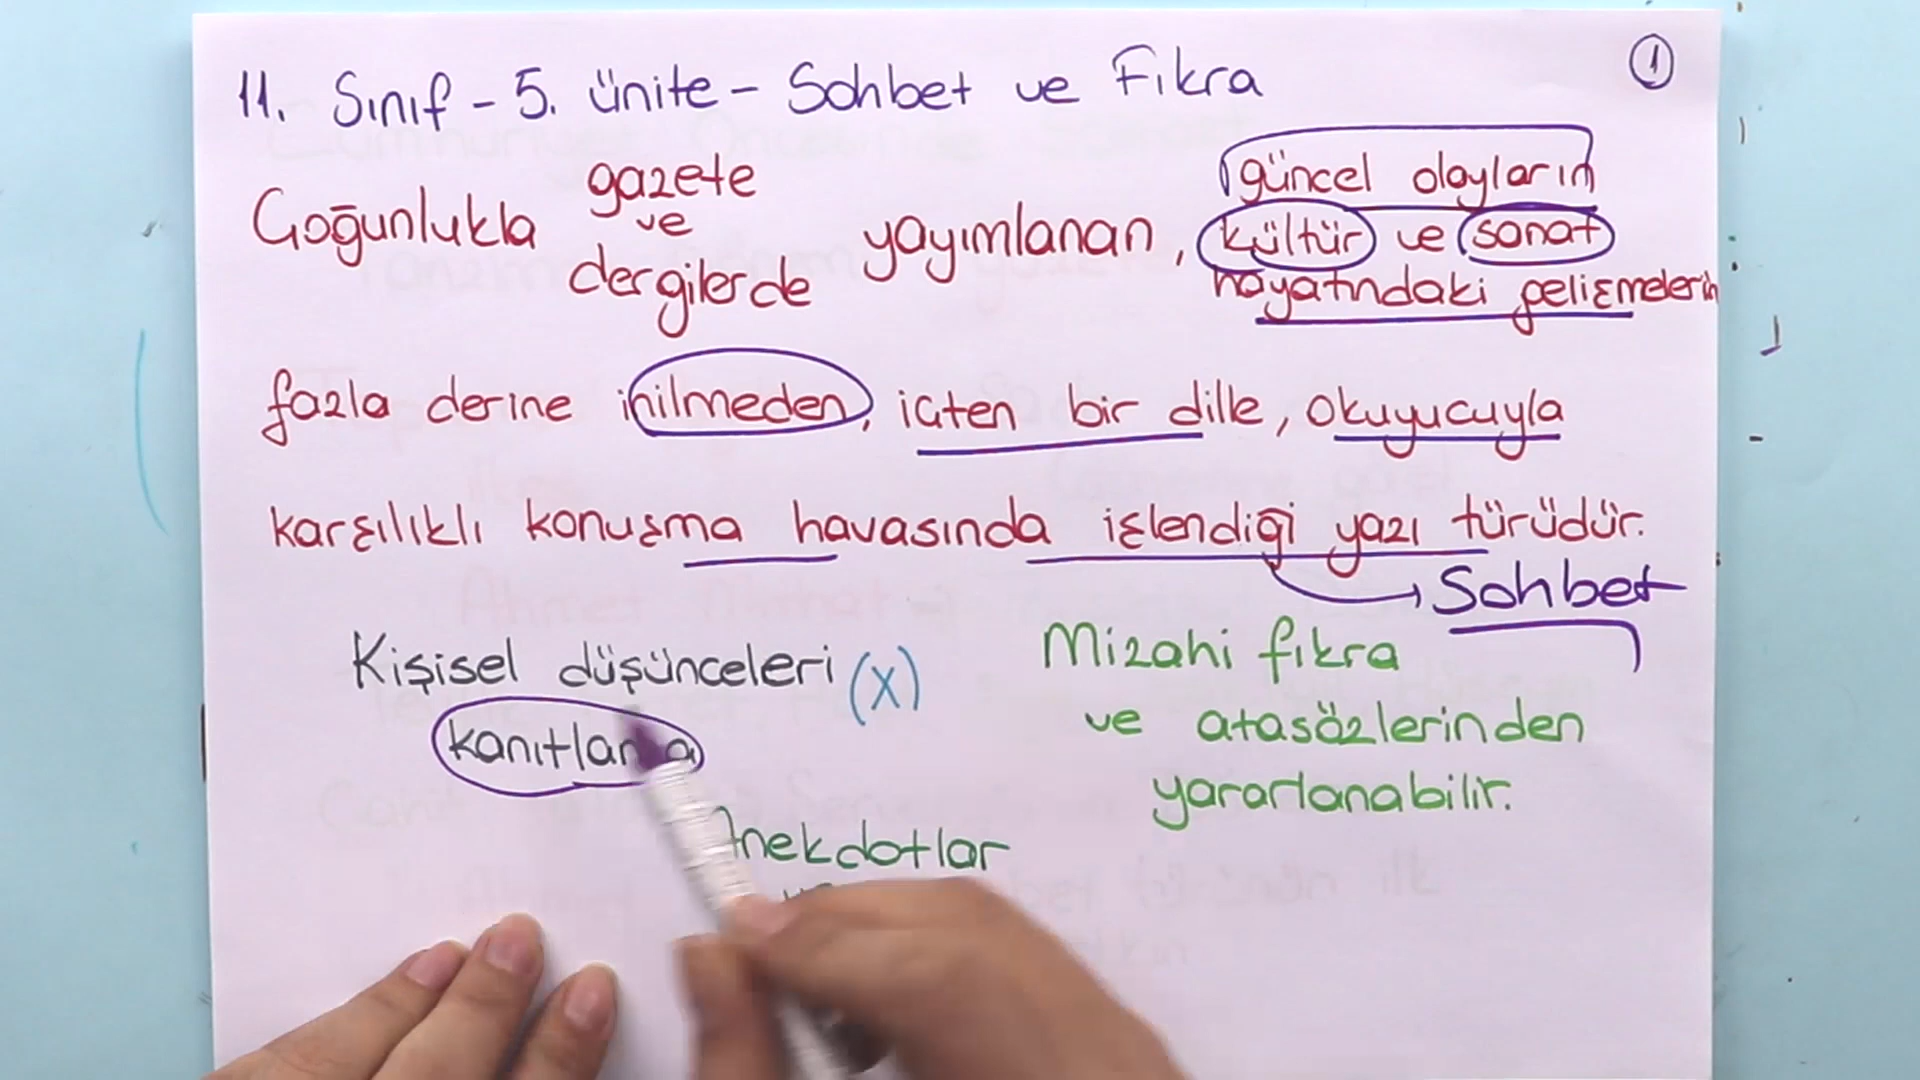 11. Sınıf - 5. ünite - Sohbet ve Fıkra
1
Çoğunlukla gazete ve dergilerde yayımlanan, güncel olayların
kültür ve sanat
hayatındaki gelişmelerin
fazla derine inilmeden, içten bir dille, okuyucuyla
karşılıklı konuşma havasında işlendiği yazı türüdür.
Sohbet
Kişisel düşünceleri (X)
kanıtlama
Mizahi fıkra
ve atasözlerinden
yararlanabilir.
Anekdotlar